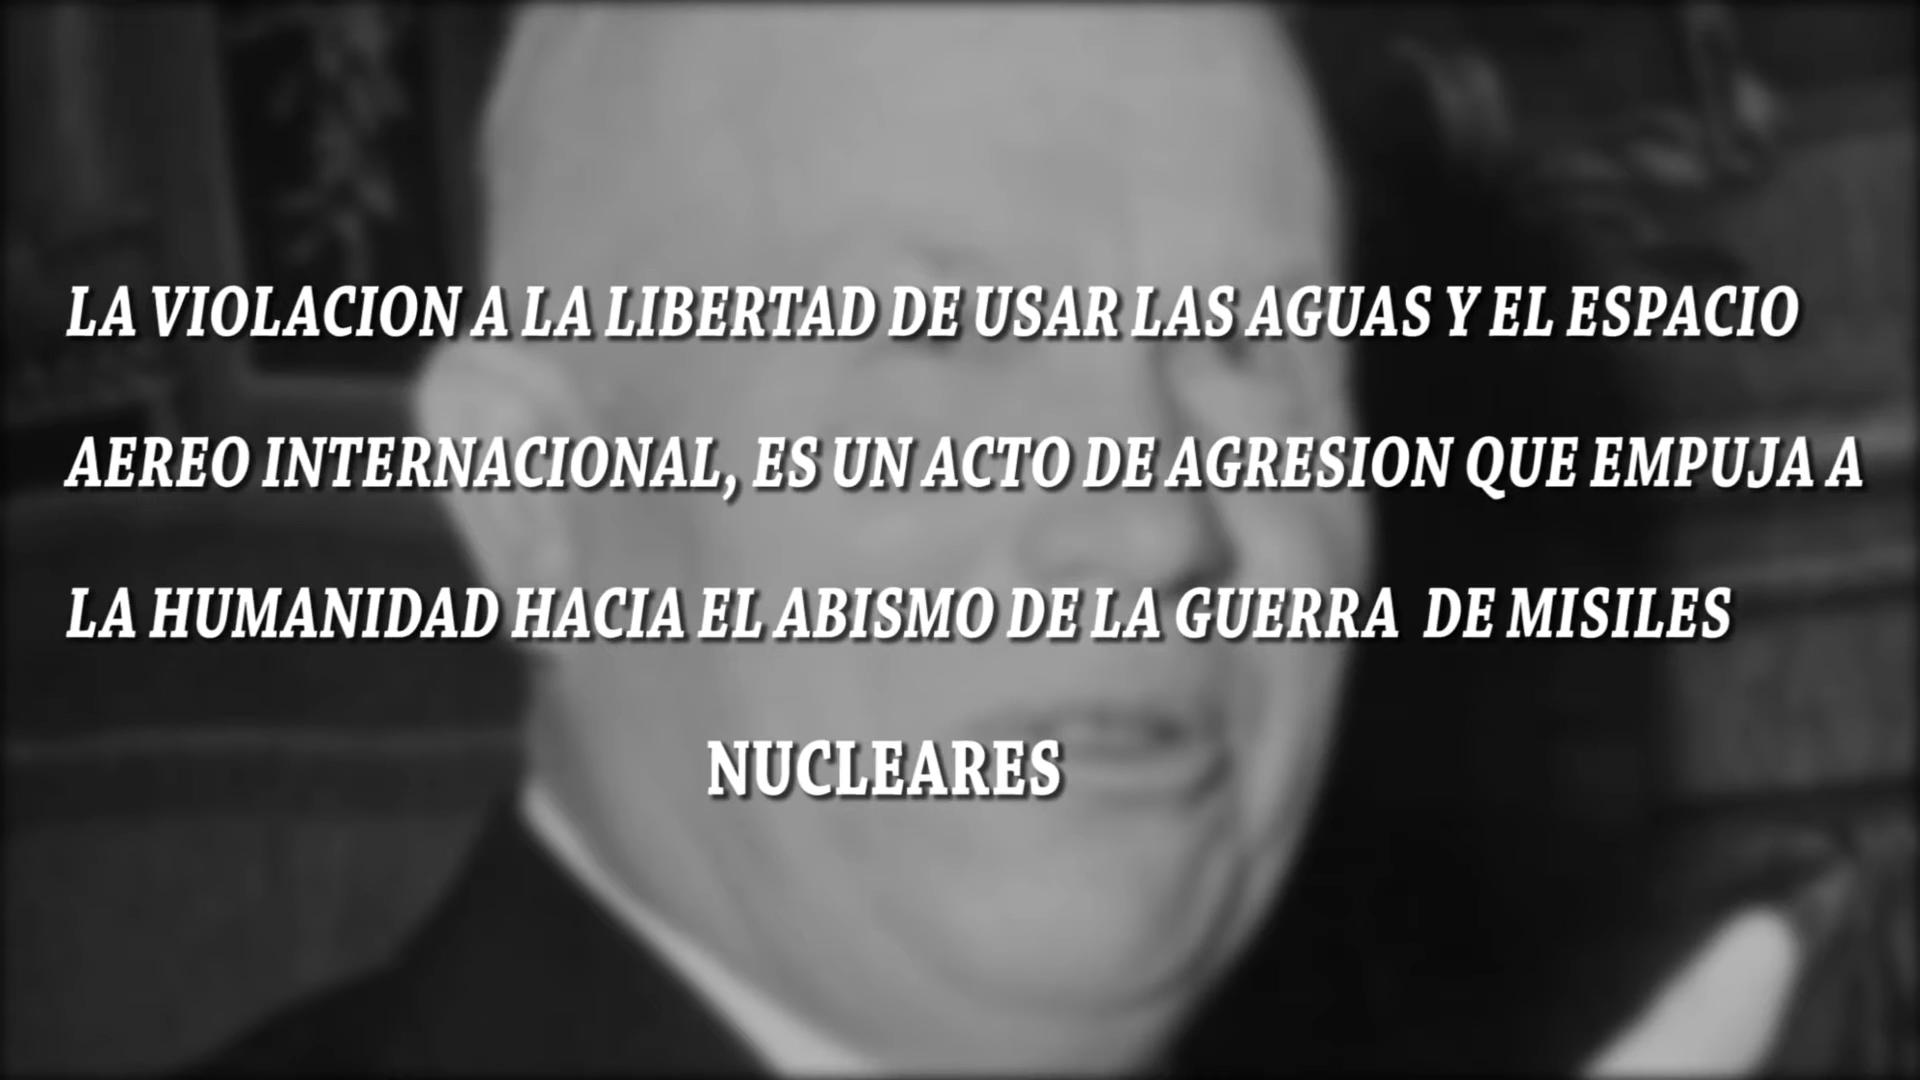 LA VIOLACION A LA LIBERTAD DE USAR LAS AGUAS Y EL ESPACIO
AEREO INTERNACIONAL, ES UN ACTO DE AGRESION QUE EMPUJA A
LA HUMANIDAD HACIA EL ABISMO DE LA GUERRA DE MISILES
NUCLEARES